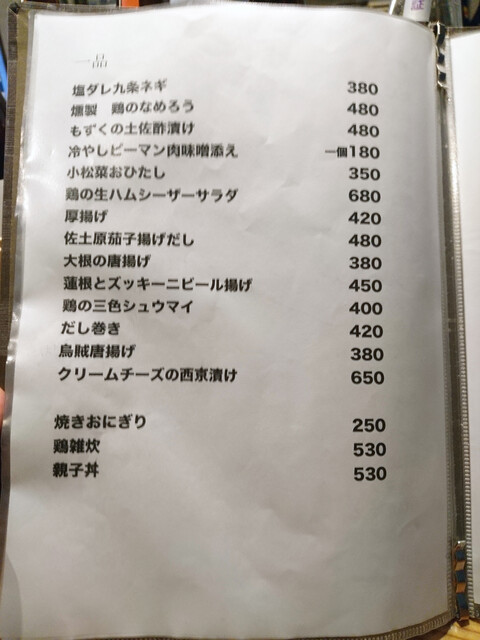 一品
塩ダレ九条ネギ 380
燻製 鶏のなめろう 480
もずくの土佐酢漬け 480
冷やしピーマン肉味噌添え 一個180
小松菜おひたし 350
鶏の生ハムシーザーサラダ 680
厚揚げ 420
佐土原茄子揚げだし 480
大根の唐揚げ 380
蓮根とズッキーニビール揚げ 450
鶏の三色シュウマイ 400
だし巻き 420
烏賊唐揚げ 380
クリームチーズの西京漬け 650
焼きおにぎり 250
鶏雑炊 530
親子丼 530